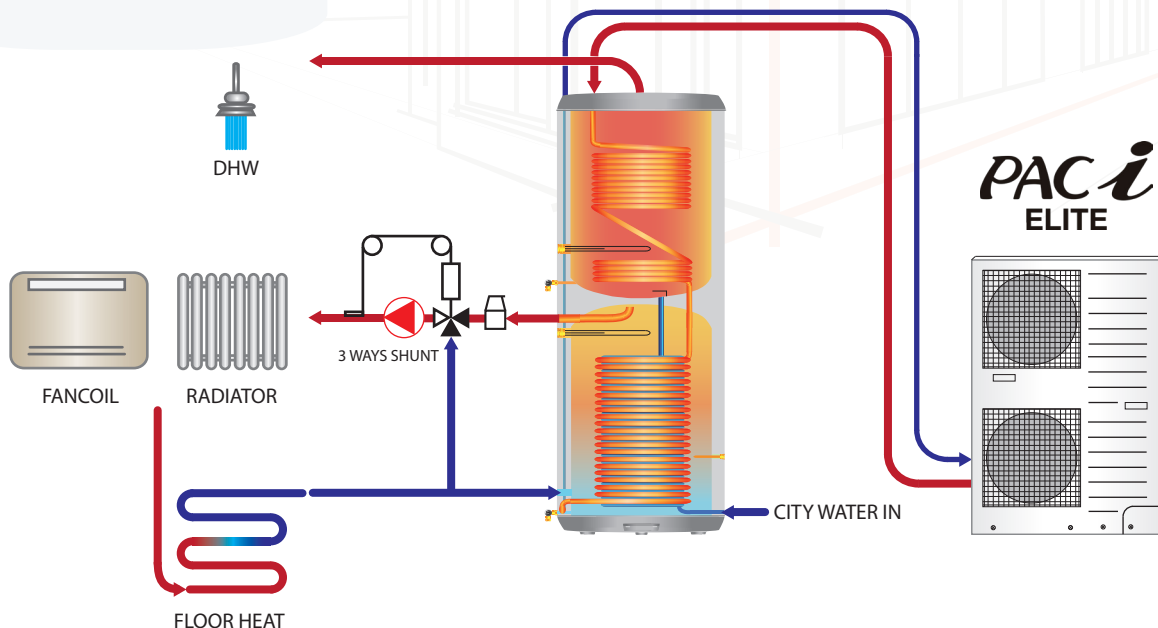 DHW
PAC i
ELITE
3 WAYS SHUNT
FANCOIL
RADIATOR
CITY WATER IN
FLOOR HEAT